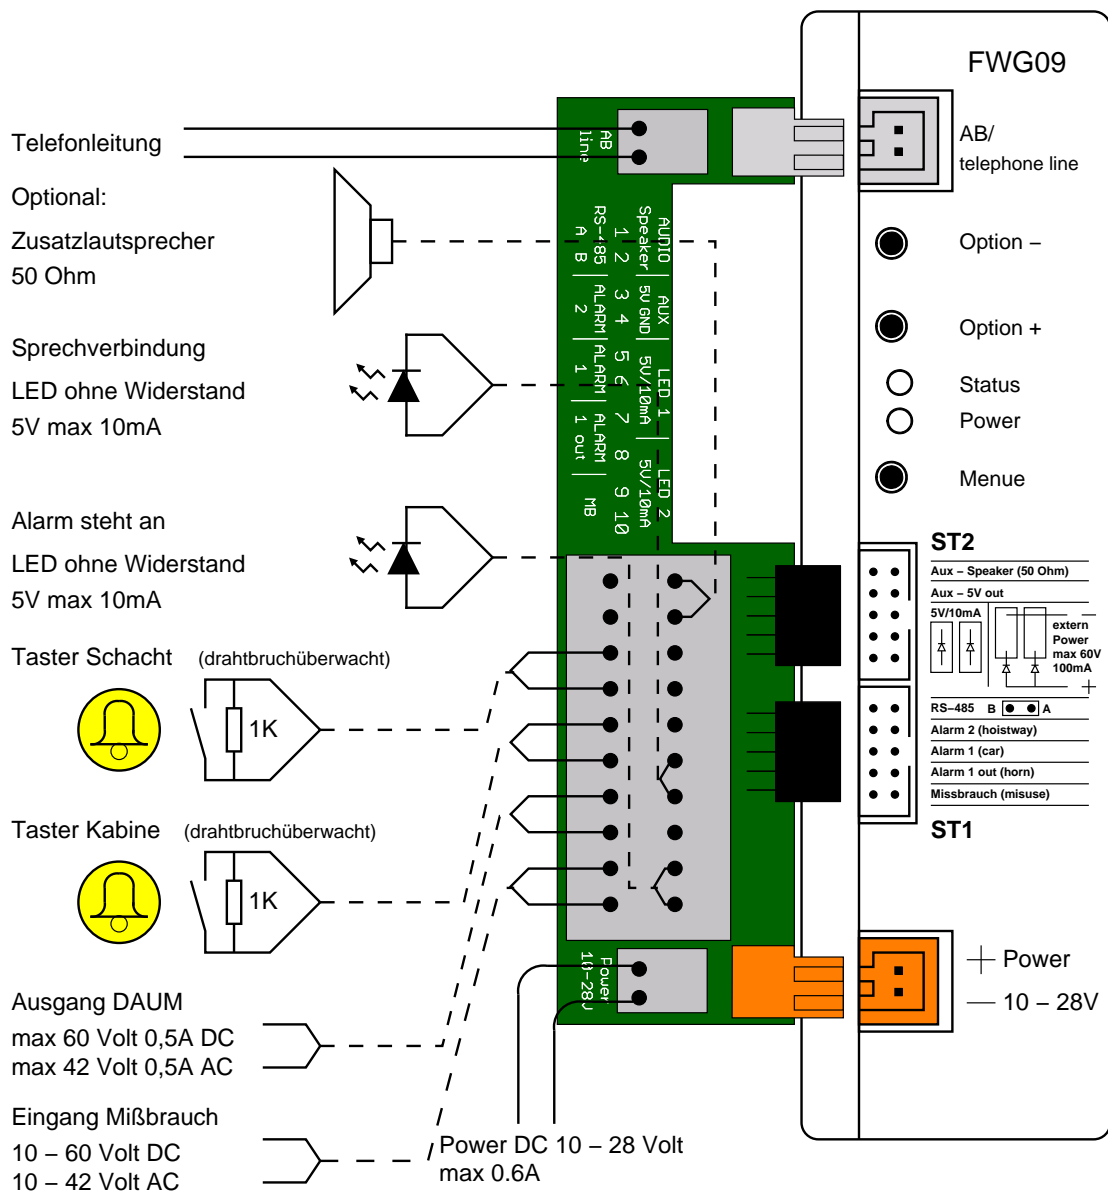 FWG09
Telefonleitung
Optional:
Zusatzlautsprecher
50 Ohm
Sprechverbindung
LED ohne Widerstand
5V max 10mA
Alarm steht an
LED ohne Widerstand
5V max 10mA
Taster Schacht (drahtbruchüberwacht)
1K
Taster Kabine (drahtbruchüberwacht)
1K
Ausgang DAUM
max 60 Volt 0,5A DC
max 42 Volt 0,5A AC
Eingang Mißbrauch
10 – 60 Volt DC
10 – 42 Volt AC
Power DC 10 – 28 Volt
max 0.6A
AB
line
AUDIO
Speaker
1 2
RS-485
A B
AUX
5V GND
3 4
ALARM
2
LED 1
5V/10mA
5 6
ALARM
1
7 8
ALARM
1 out
LED 2
5V/10mA
9 10
MB
Power
10-28V
AB/
telephone line
Option –
Option +
Status
Power
Menue
ST2
Aux – Speaker (50 Ohm)
Aux – 5V out
5V/10mA
extern
Power
max 60V
100mA
– +
RS–485 B A
Alarm 2 (hoistway)
Alarm 1 (car)
Alarm 1 out (horn)
Missbrauch (misuse)
ST1
+ Power
– 10 – 28V